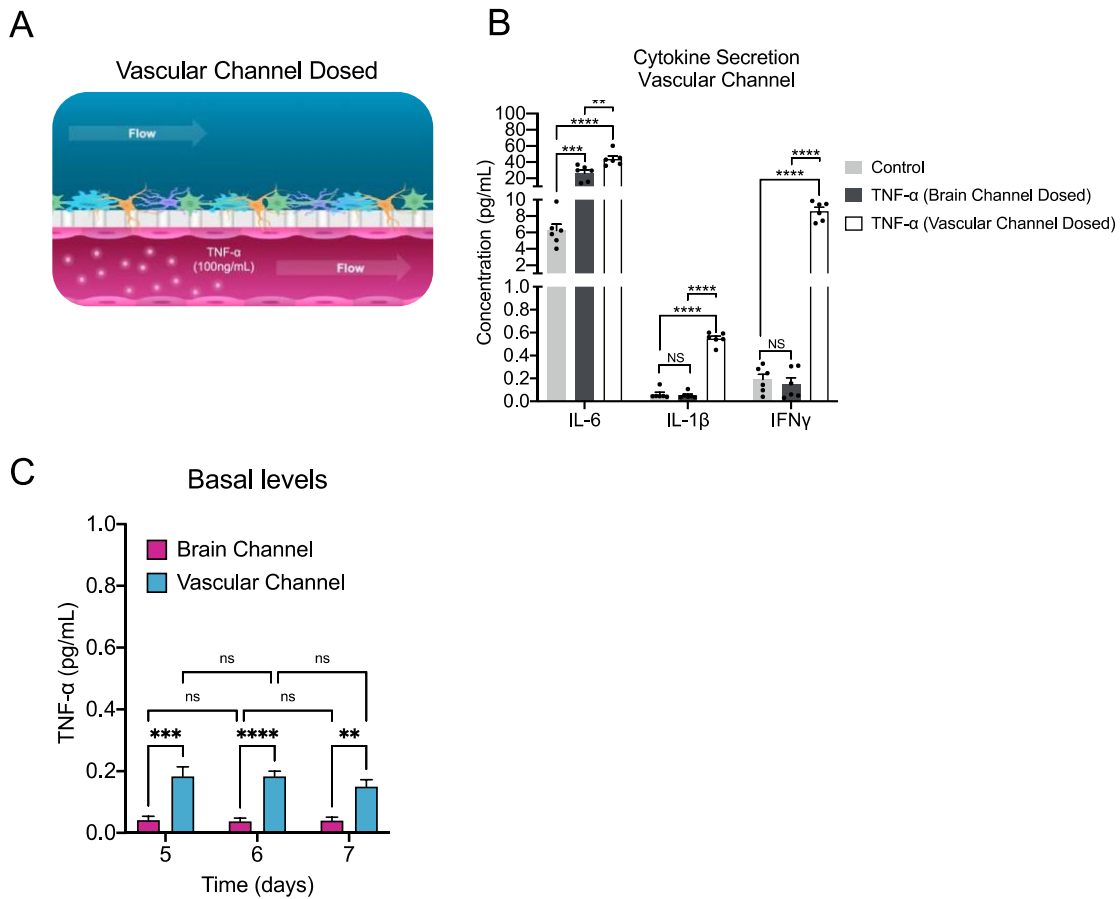 A
Vascular Channel Dosed
Flow
TNF-α
(100ng/mL)
Flow
B
Cytokine Secretion
Vascular Channel
Concentration (pg/mL)
100
80
60
40
20
10
8
6
4
2
1.0
0.8
0.6
0.4
0.2
0.0
**
****
***
****
****
NS
****
****
NS
IL-6
IL-1β
IFNγ
Control
TNF-α (Brain Channel Dosed)
TNF-α (Vascular Channel Dosed)
C
Basal levels
TNF-α (pg/mL)
1.0
0.8
0.6
0.4
0.2
0.0
Brain Channel
Vascular Channel
ns
ns
ns
ns
***
****
**
5
6
7
Time (days)